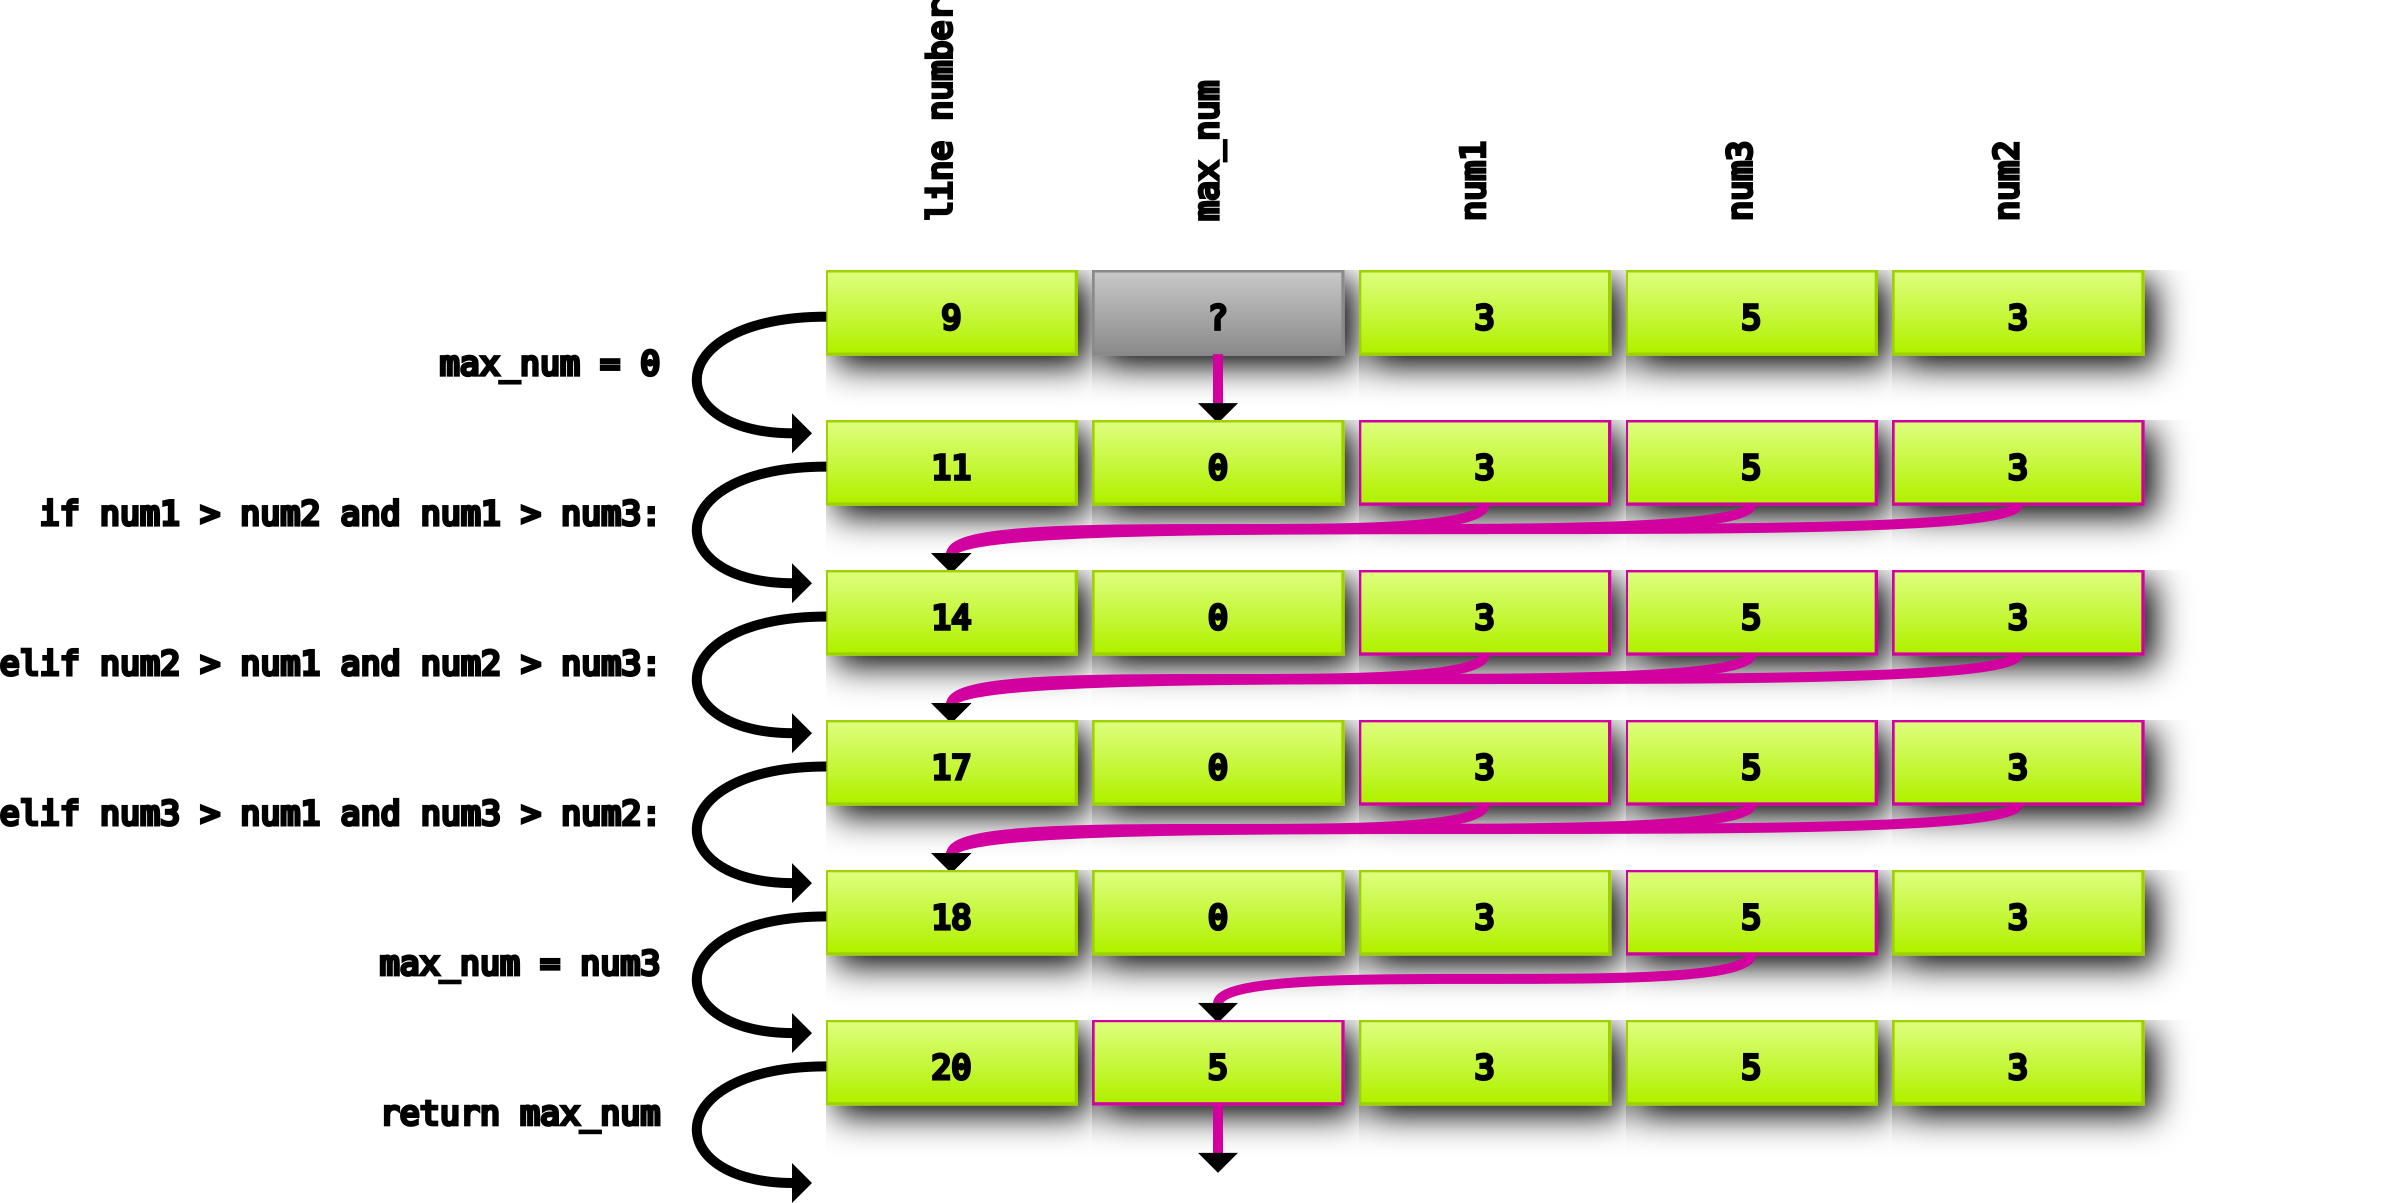 line number max_num num1 num3 num2
9 ? 3 5 3
max_num = 0
11 0 3 5 3
if num1 > num2 and num1 > num3:
14 0 3 5 3
elif num2 > num1 and num2 > num3:
17 0 3 5 3
elif num3 > num1 and num3 > num2:
18 0 3 5 3
max_num = num3
20 5 3 5 3
return max_num